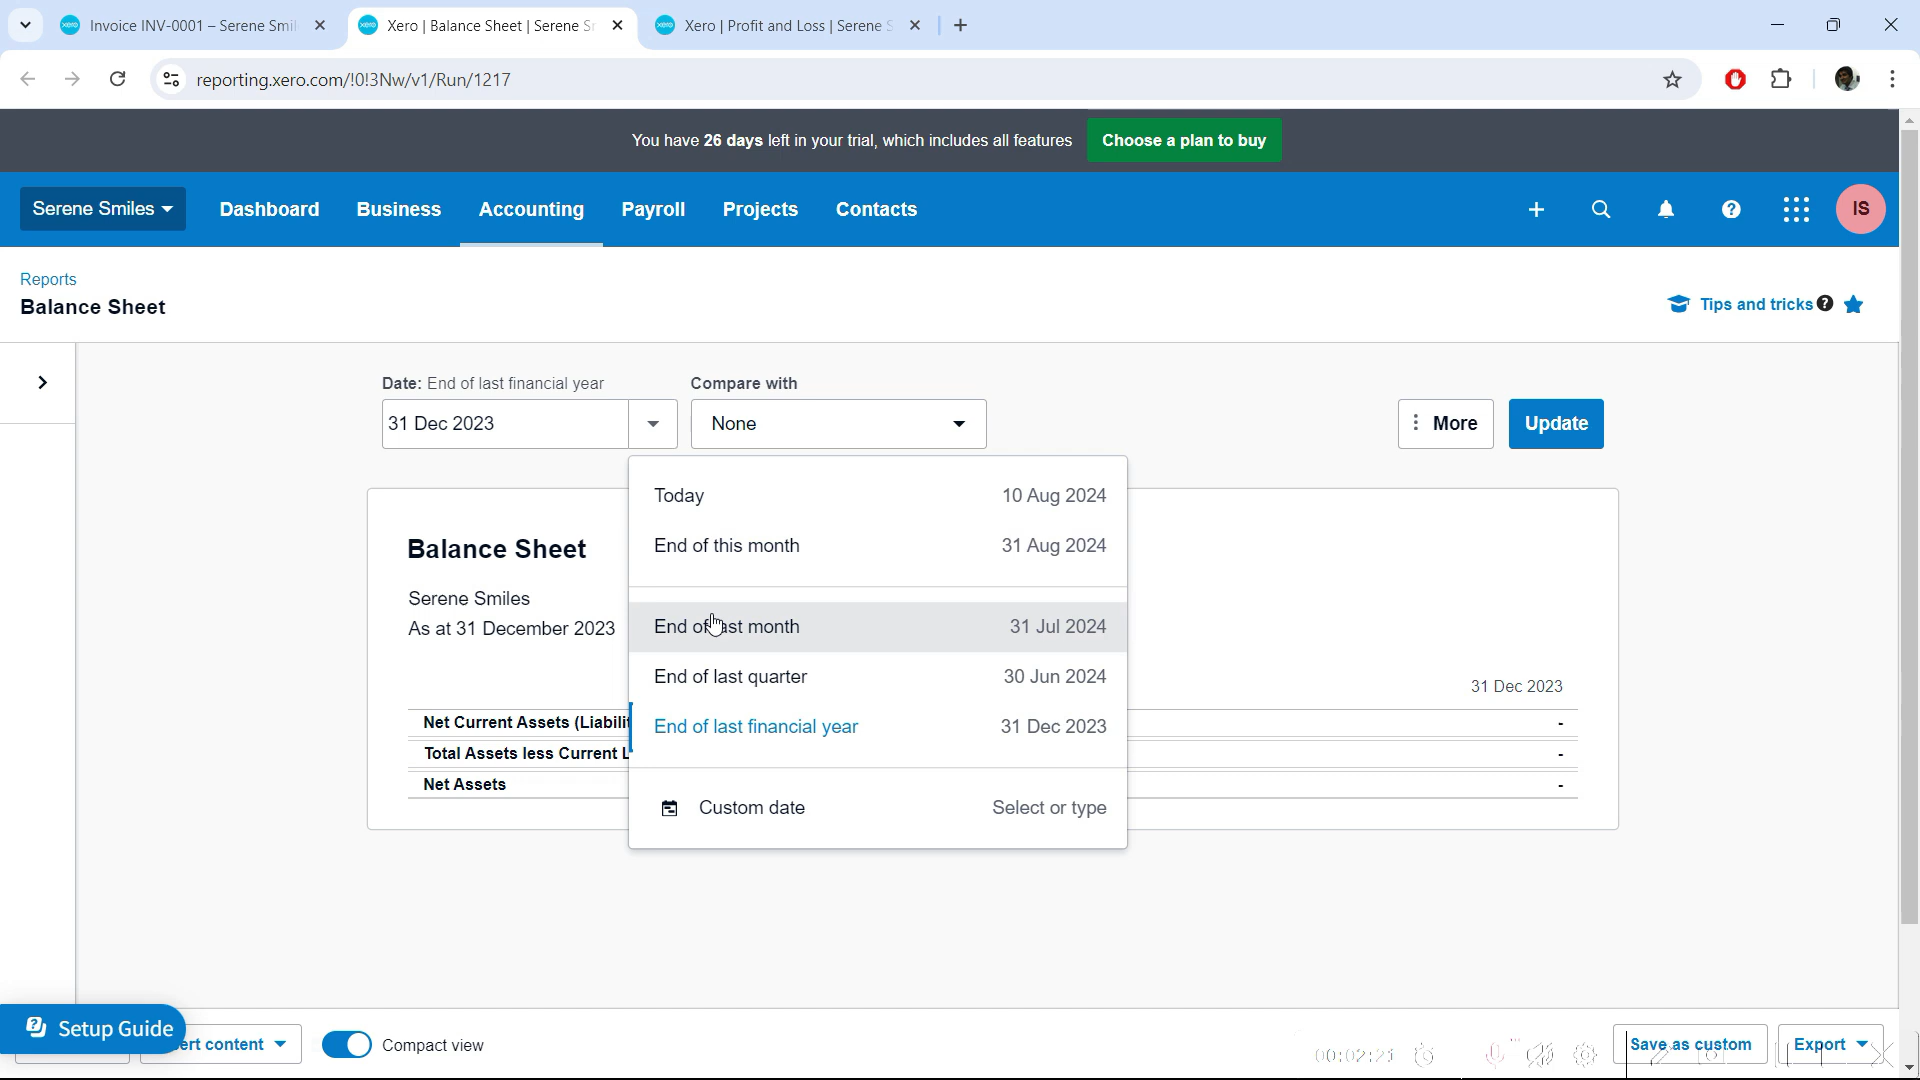 Invoice INV-0001 – Serene Smil
Xero | Balance Sheet | Serene S
Xero | Profit and Loss | Serene S
reporting.xero.com/!0!3Nw/v1/Run/1217
You have 26 days left in your trial, which includes all features
Choose a plan to buy
Serene Smiles
Dashboard
Business
Accounting
Payroll
Projects
Contacts
IS
Reports
Balance Sheet
Tips and tricks
Date: End of last financial year
Compare with
31 Dec 2023
None
More
Update
Today 10 Aug 2024
End of this month 31 Aug 2024
End of last month 31 Jul 2024
End of last quarter 30 Jun 2024
End of last financial year 31 Dec 2023
Custom date Select or type
Balance Sheet
Serene Smiles
As at 31 December 2023
31 Dec 2023
Net Current Assets (Liabilit -
Total Assets less Current L -
Net Assets -
Setup Guide
ert content
Compact view
00:02:21
Save as custom
Export